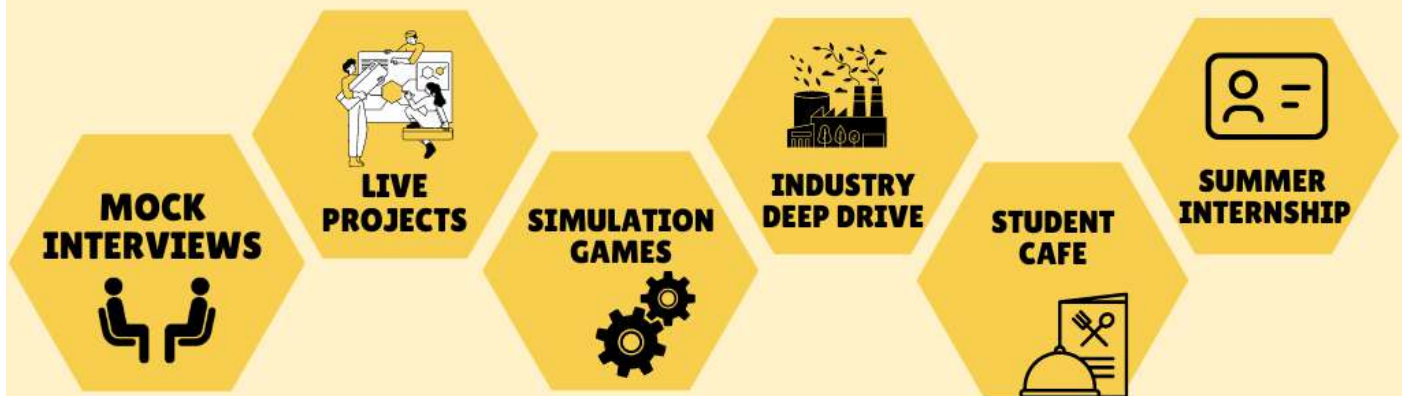 MOCK
INTERVIEWS
LIVE
PROJECTS
SIMULATION
GAMES
INDUSTRY
DEEP DRIVE
STUDENT
CAFE
SUMMER
INTERNSHIP